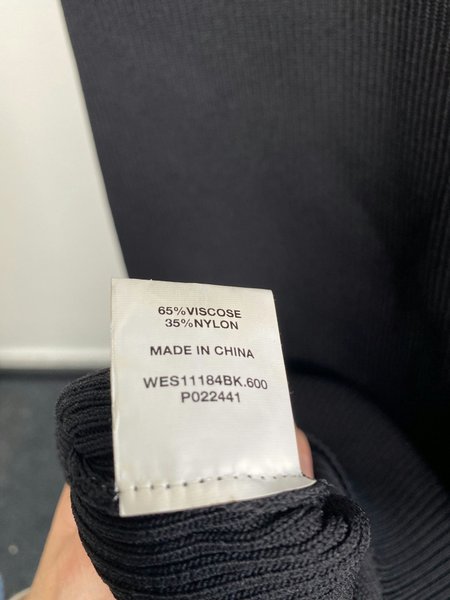 65%VISCOSE
35%NYLON
MADE IN CHINA
WES11184BK.600
P022441